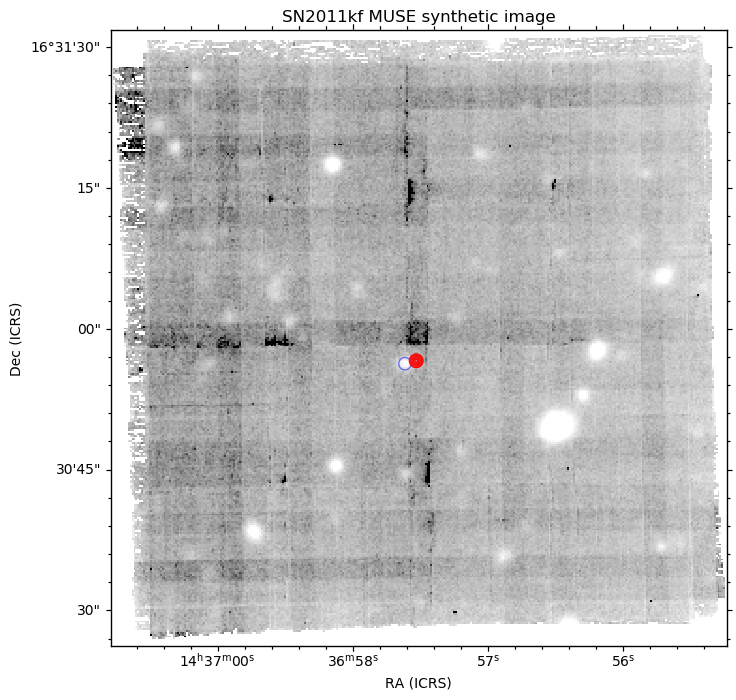 SN2011kf MUSE synthetic image
16°31'30"
15"
00"
30'45"
30"
Dec (ICRS)
14ʰ37ᵐ00ˢ
36ᵐ58ˢ
57ˢ
56ˢ
RA (ICRS)